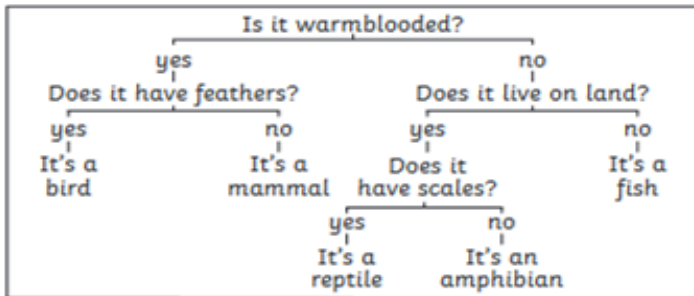 Is it warmblooded?
yes no
Does it have feathers? Does it live on land?
yes no yes no
It's a It's a Does it It's a
bird mammal have scales? fish
yes no
It's a It's an
reptile amphibian